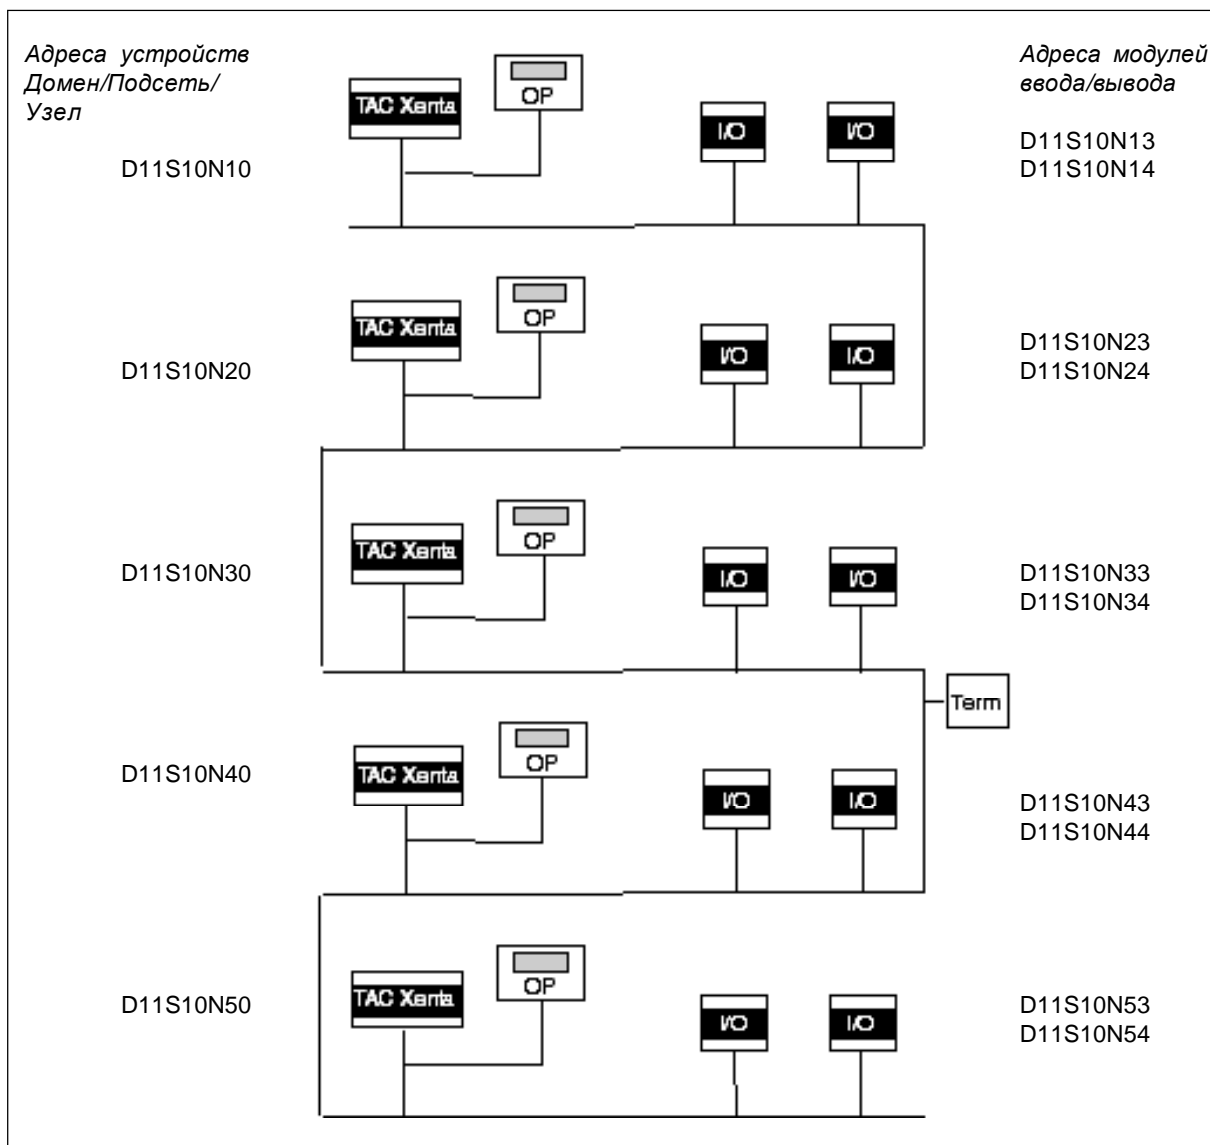 Адреса устройств
Домен/Подсеть/
Узел
Адреса модулей
ввода/вывода
TAC Xenta
OP
I/O
I/O
D11S10N10
D11S10N13
D11S10N14
TAC Xenta
OP
I/O
I/O
D11S10N20
D11S10N23
D11S10N24
TAC Xenta
OP
I/O
I/O
D11S10N30
D11S10N33
D11S10N34
Term
TAC Xenta
OP
I/O
I/O
D11S10N40
D11S10N43
D11S10N44
TAC Xenta
OP
I/O
I/O
D11S10N50
D11S10N53
D11S10N54